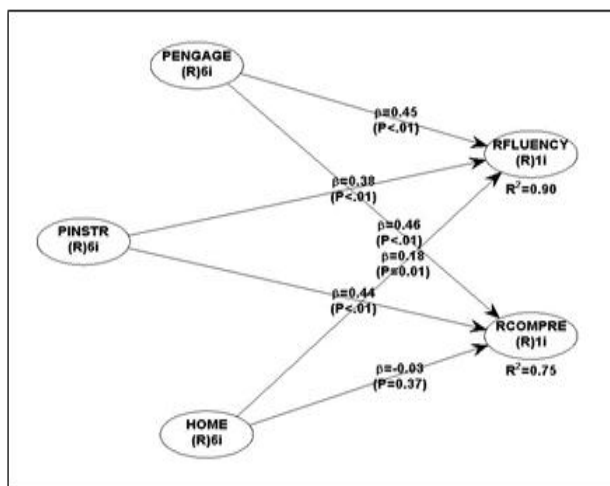 PENGAGE
(R)6i
β=0.45
(P<.01)
RFLUENCY
(R)1i
R²=0.90
β=0.38
(P<.01)
PINSTR
(R)6i
β=0.46
(P<.01)
β=0.18
(P=0.01)
β=0.44
(P<.01)
RCOMPRE
(R)1i
R²=0.75
β=-0.03
(P=0.37)
HOME
(R)6i